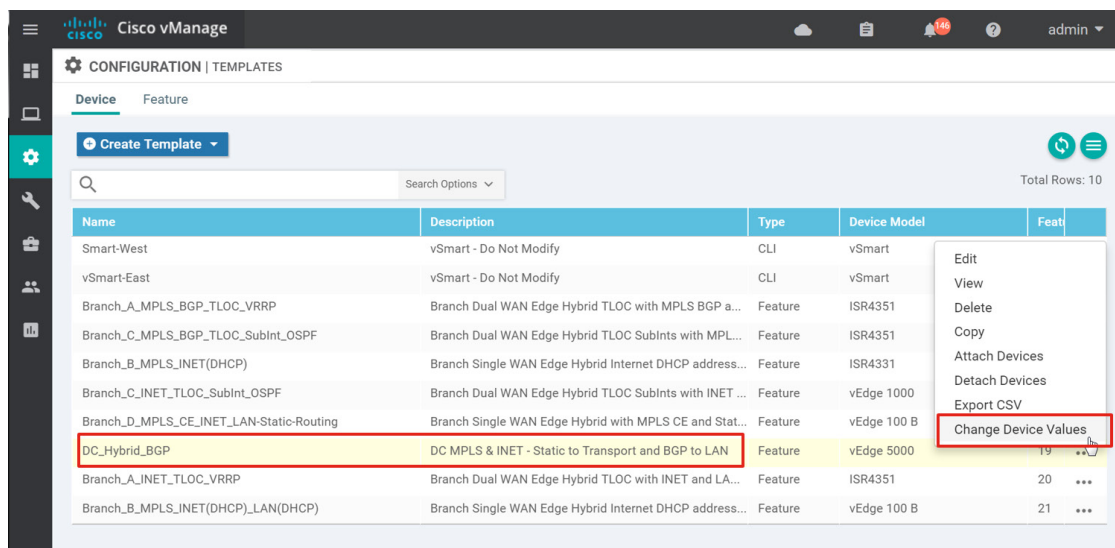 cisco Cisco vManage 146 admin
CONFIGURATION | TEMPLATES
Device Feature
Create Template
Search Options Total Rows: 10
Name Description Type Device Model Feat
Smart-West vSmart - Do Not Modify CLI vSmart
vSmart-East vSmart - Do Not Modify CLI vSmart
Branch_A_MPLS_BGP_TLOC_VRRP Branch Dual WAN Edge Hybrid TLOC with MPLS BGP a... Feature ISR4351
Branch_C_MPLS_BGP_TLOC_SubInt_OSPF Branch Dual WAN Edge Hybrid TLOC SubInts with MPL... Feature ISR4351
Branch_B_MPLS_INET(DHCP) Branch Single WAN Edge Hybrid Internet DHCP address... Feature ISR4331
Branch_C_INET_TLOC_SubInt_OSPF Branch Dual WAN Edge Hybrid TLOC SubInts with INET ... Feature vEdge 1000
Branch_D_MPLS_CE_INET_LAN-Static-Routing Branch Single WAN Edge Hybrid with MPLS CE and Stat... Feature vEdge 100 B
DC_Hybrid_BGP DC MPLS & INET - Static to Transport and BGP to LAN Feature vEdge 5000 19
Branch_A_INET_TLOC_VRRP Branch Dual WAN Edge Hybrid TLOC with INET and LA... Feature ISR4351 20
Branch_B_MPLS_INET(DHCP)_LAN(DHCP) Branch Single WAN Edge Hybrid Internet DHCP address... Feature vEdge 100 B 21
Edit
View
Delete
Copy
Attach Devices
Detach Devices
Export CSV
Change Device Values